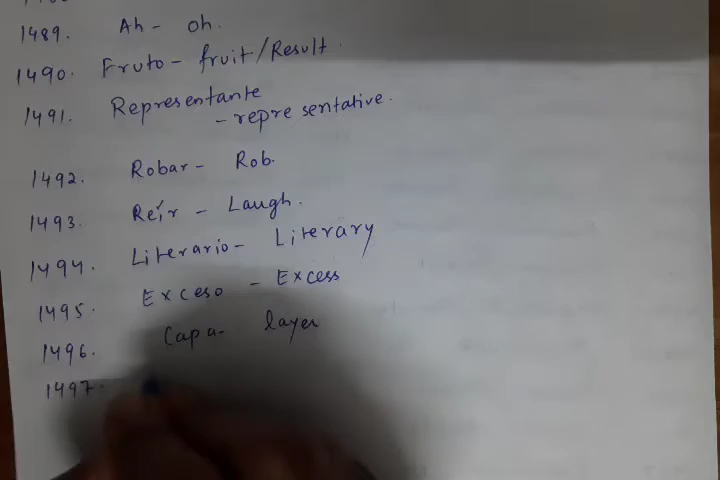 1489. Ah - oh.
1490. Fruto - fruit/Result.
1491. Representante
- representative.
1492. Robar - Rob.
1493. Reír - Laugh.
1494. Literario - Literary
1495. Exceso - Excess
1496. Capa - layer
1497.